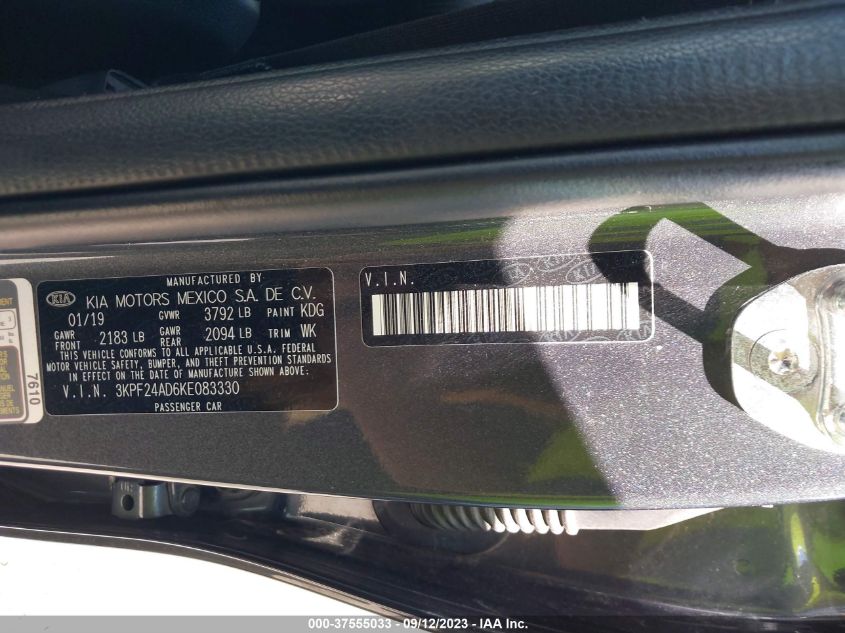 MANUFACTURED BY
KIA KIA MOTORS MEXICO S.A. DE C.V.
01/19 GVWR 3792 LB PAINT KDG
GAWR FRONT 2183 LB GAWR REAR 2094 LB TRIM WK
THIS VEHICLE CONFORMS TO ALL APPLICABLE U.S.A. FEDERAL
MOTOR VEHICLE SAFETY, BUMPER, AND THEFT PREVENTION STANDARDS
IN EFFECT ON THE DATE OF MANUFACTURE SHOWN ABOVE:
V.I.N. 3KPF24AD6KE083330
PASSENGER CAR
V.I.N.
7610
000-37555033 - 09/12/2023 - IAA Inc.